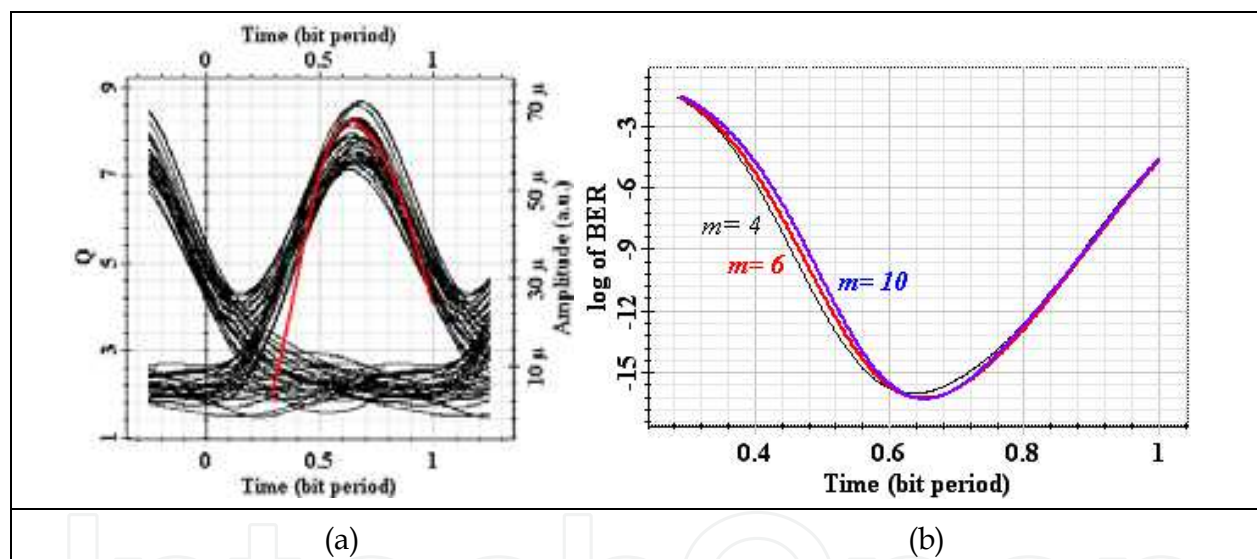 Time (bit period)
0 0.5 1
9
7
5
3
1
Q
70 μ
50 μ
30 μ
10 μ
Amplitude (a.u.)
0 0.5 1
Time (bit period)
(a)
log of BER
-3
-6
-9
-12
-15
m= 4
m= 6
m= 10
0.4 0.6 0.8 1
Time (bit period)
(b)